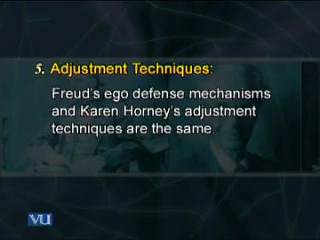 5. Adjustment Techniques:
Freud's ego defense mechanisms
and Karen Horney's adjustment
techniques are the same.
VU